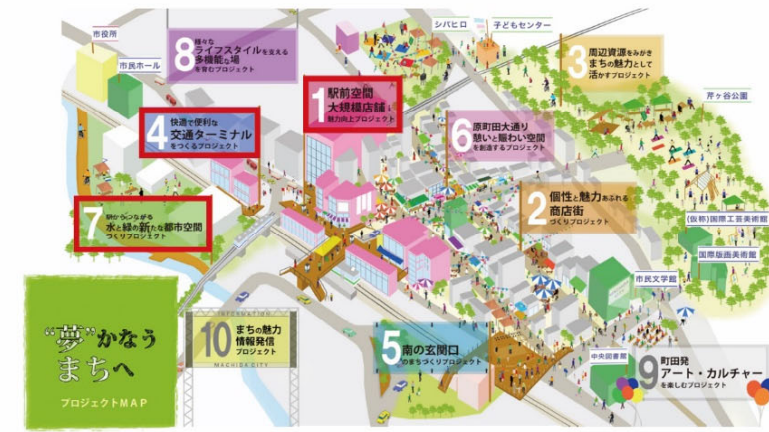 市役所
市民ホール
8
様々な
ライフスタイルを支える
多機能な場
を育むプロジェクト
シバヒロ
子どもセンター
3
周辺資源をみがき
まちの魅力として
活かすプロジェクト
芹ヶ谷公園
1
駅前空間
大規模店舗の
魅力向上プロジェクト
4
快適で便利な
交通ターミナル
をつくるプロジェクト
6
原町田大通り
憩いと賑わい空間
を創造するプロジェクト
2
個性と魅力あふれる
商店街
づくりプロジェクト
7
駅からつながる
水と緑の新たな都市空間
づくりプロジェクト
(仮称)国際工芸美術館
国際版画美術館
市民文学館
"夢"かなう
まちへ
プロジェクトMAP
INFORMATION
10
まちの魅力
情報発信
プロジェクト
MACHIDA CITY
5
南の玄関口
のまちづくりプロジェクト
中央図書館
9
町田発
アート・カルチャー
を楽しむプロジェクト